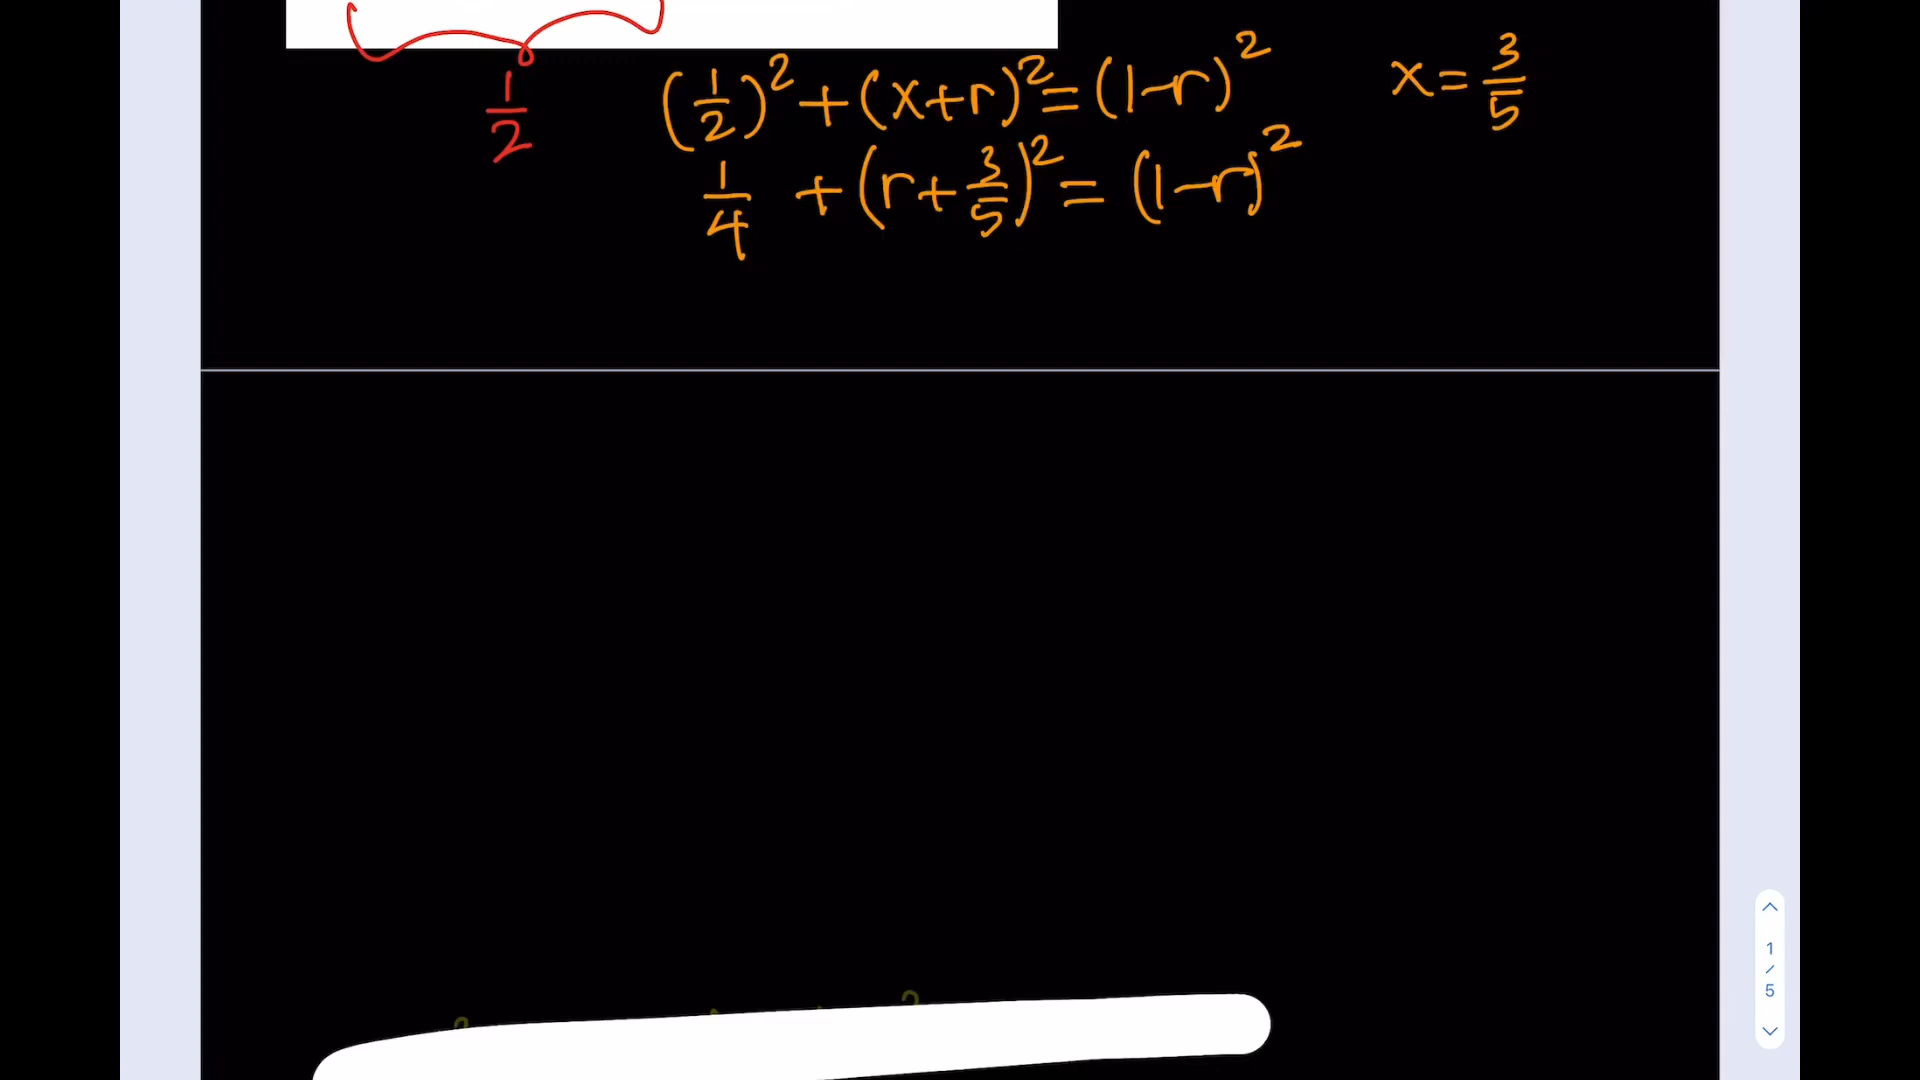 1/2
(1/2)² + (x+r)² = (1-r)²
x = 3/5
1/4 + (r + 3/5)² = (1-r)²
1
/
5